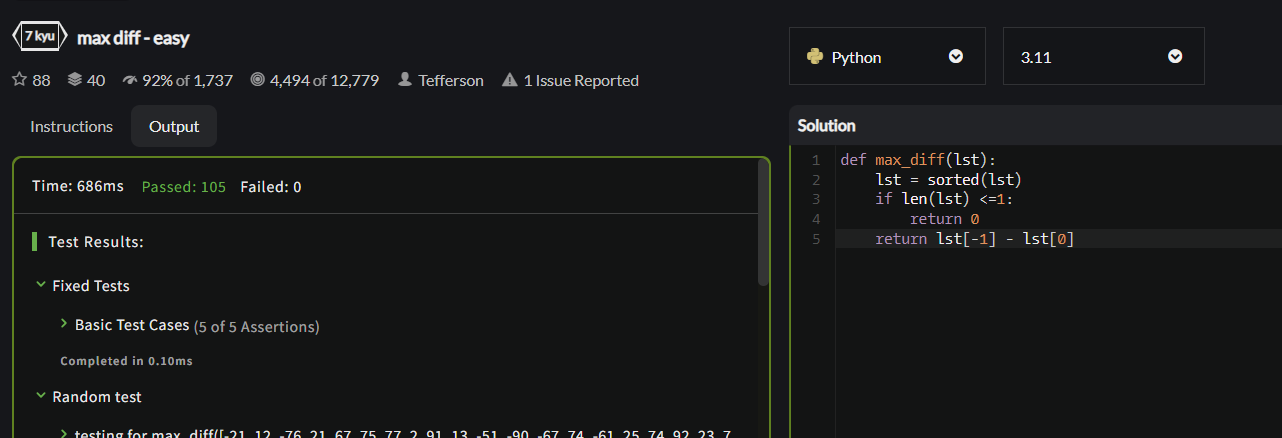 7 kyu max diff - easy
88 40 92% of 1,737 4,494 of 12,779 Tefferson 1 Issue Reported
Instructions Output
Time: 686ms Passed: 105 Failed: 0
Test Results:
Fixed Tests
Basic Test Cases (5 of 5 Assertions)
Completed in 0.10ms
Random test
testing for max_diff([-21, 12, -76, 21, 67, 75, 77, 2, 91, 13, -51, -90, -67, 74, -61, 25, 74, 92, 23, 7
Python 3.11
Solution
1 def max_diff(lst):
2     lst = sorted(lst)
3     if len(lst) <=1:
4         return 0
5     return lst[-1] - lst[0]